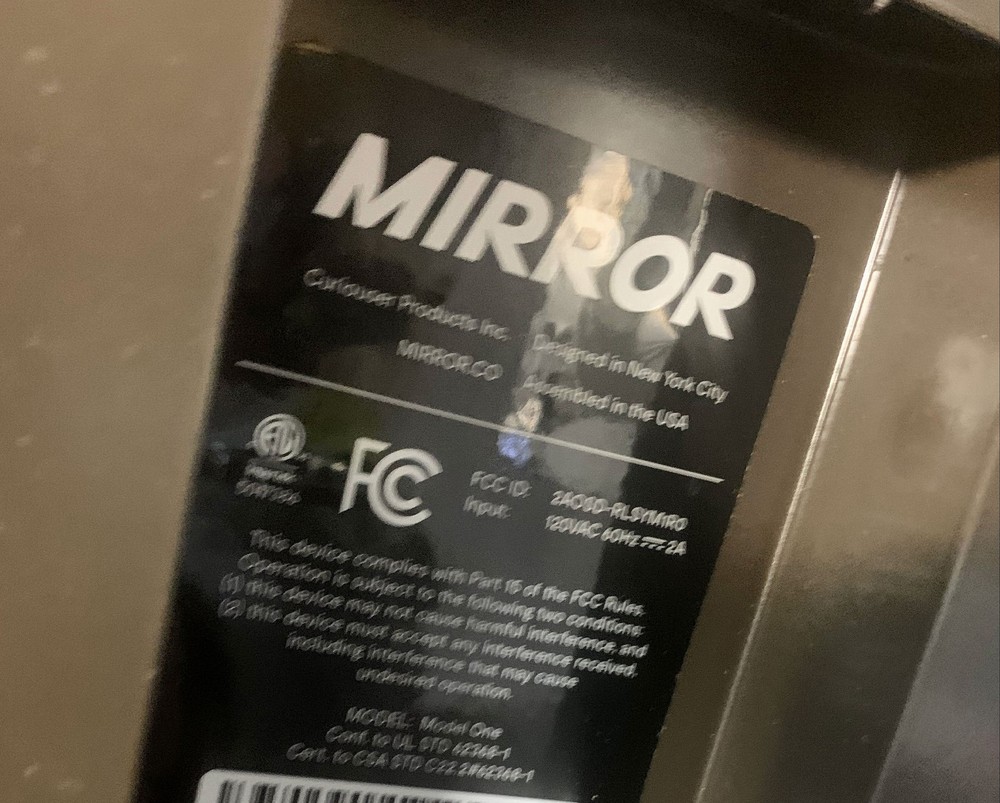 MIRROR
Curiouser Products Inc. Designed in New York City
MIRROR.CO Assembled in the USA
FC FCC ID:
Input: 120VAC 60Hz 2A
This device complies with Part 15 of the FCC Rules.
Operation is subject to the following two conditions:
(1) this device may not cause harmful interference, and
(2) this device must accept any interference received,
including interference that may cause
undesired operation.
MODEL: Model One
Conf. to UL STD 62368-1
Cert. to CSA STD C22.2#62368-1